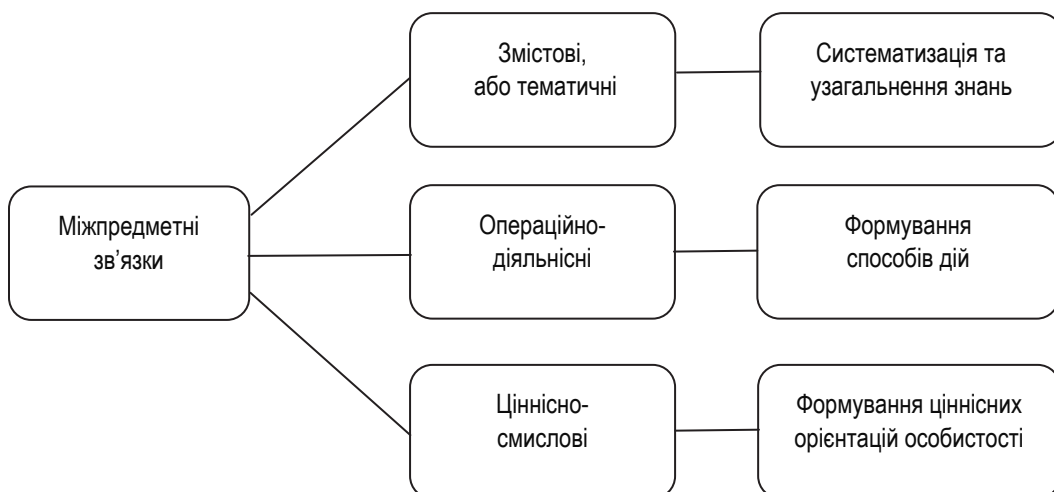 Змістові,
або тематичні
Систематизація та
узагальнення знань
Міжпредметні
зв’язки
Операційно-
діяльнісні
Формування
способів дій
Ціннісно-
смислові
Формування ціннісних
орієнтацій особистості